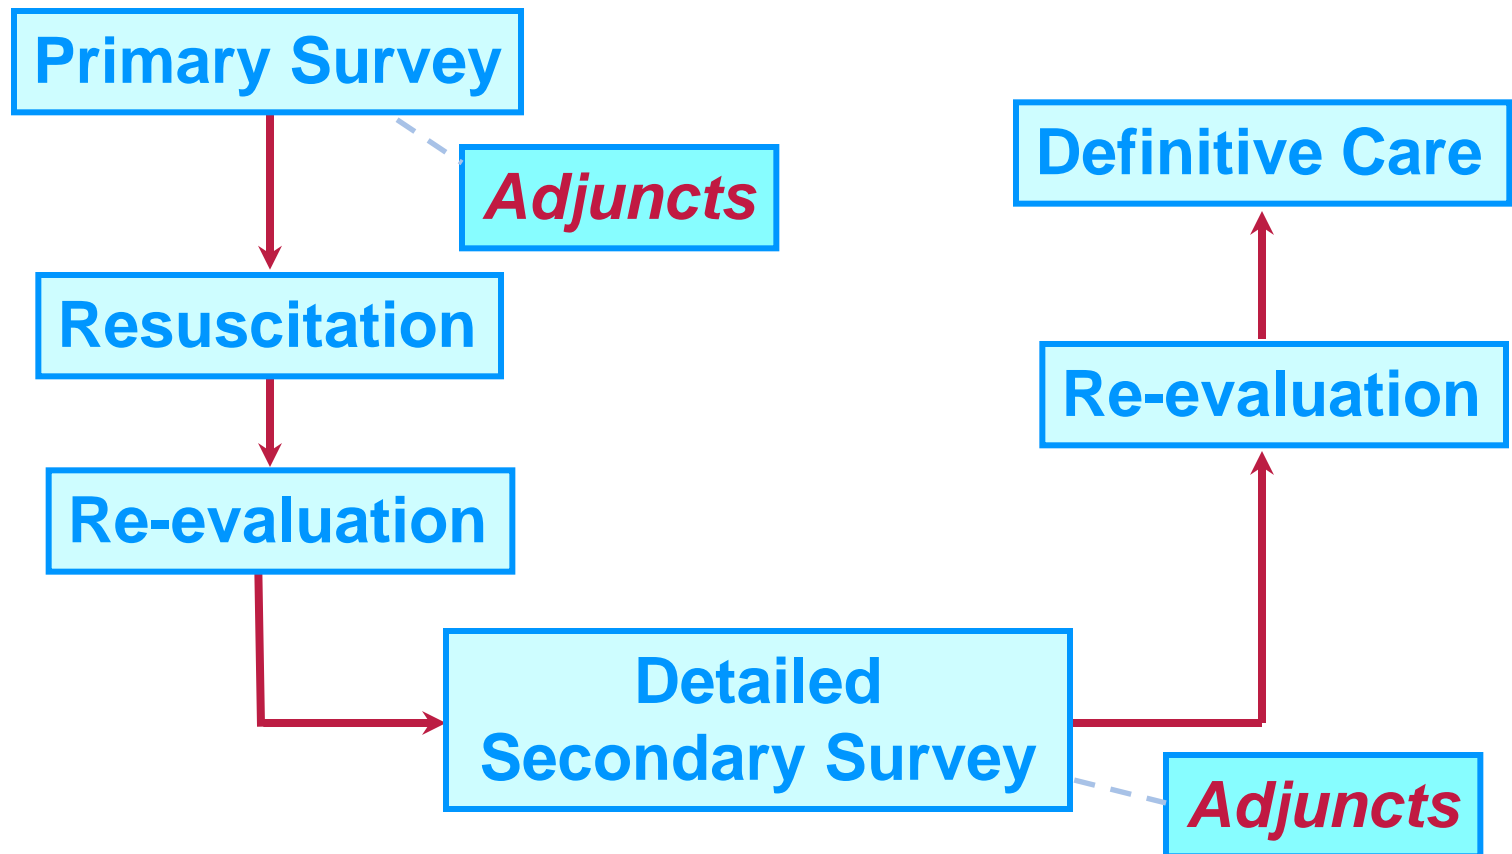 Primary Survey
Adjuncts
Resuscitation
Re-evaluation
Detailed
Secondary Survey
Adjuncts
Re-evaluation
Definitive Care